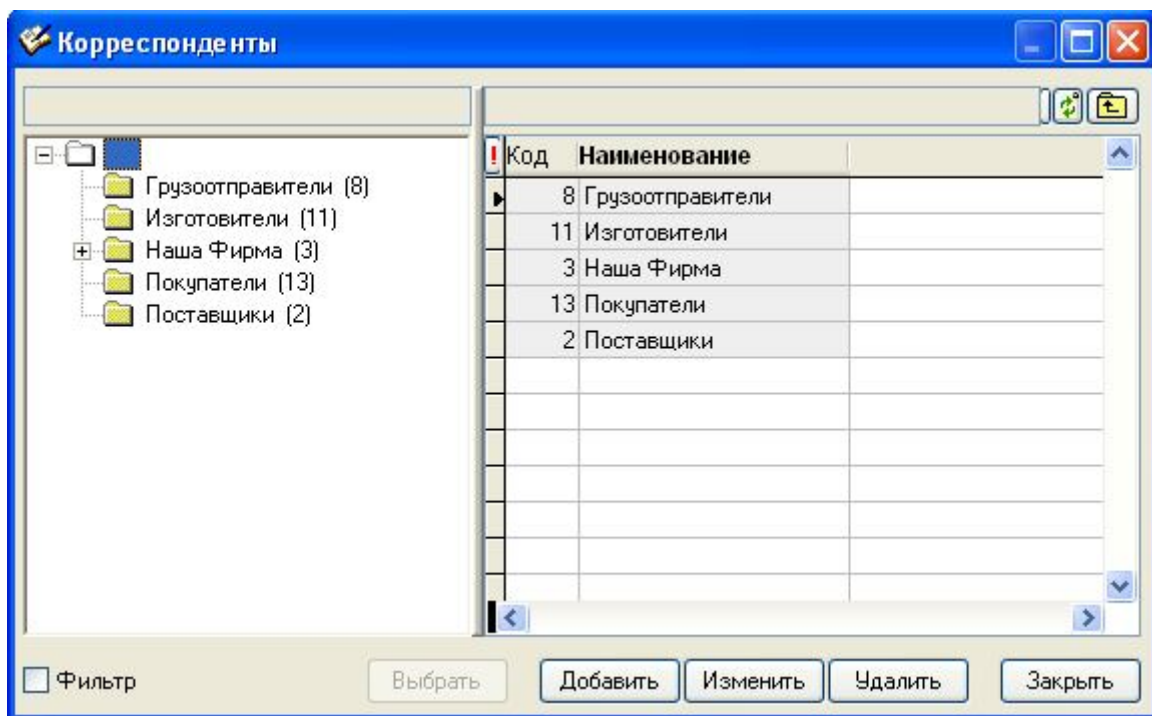 Корреспонденты
Грузоотправители (8)
Изготовители (11)
Наша Фирма (3)
Покупатели (13)
Поставщики (2)
! Код Наименование
8 Грузоотправители
11 Изготовители
3 Наша Фирма
13 Покупатели
2 Поставщики
Фильтр Выбрать Добавить Изменить Удалить Закрыть